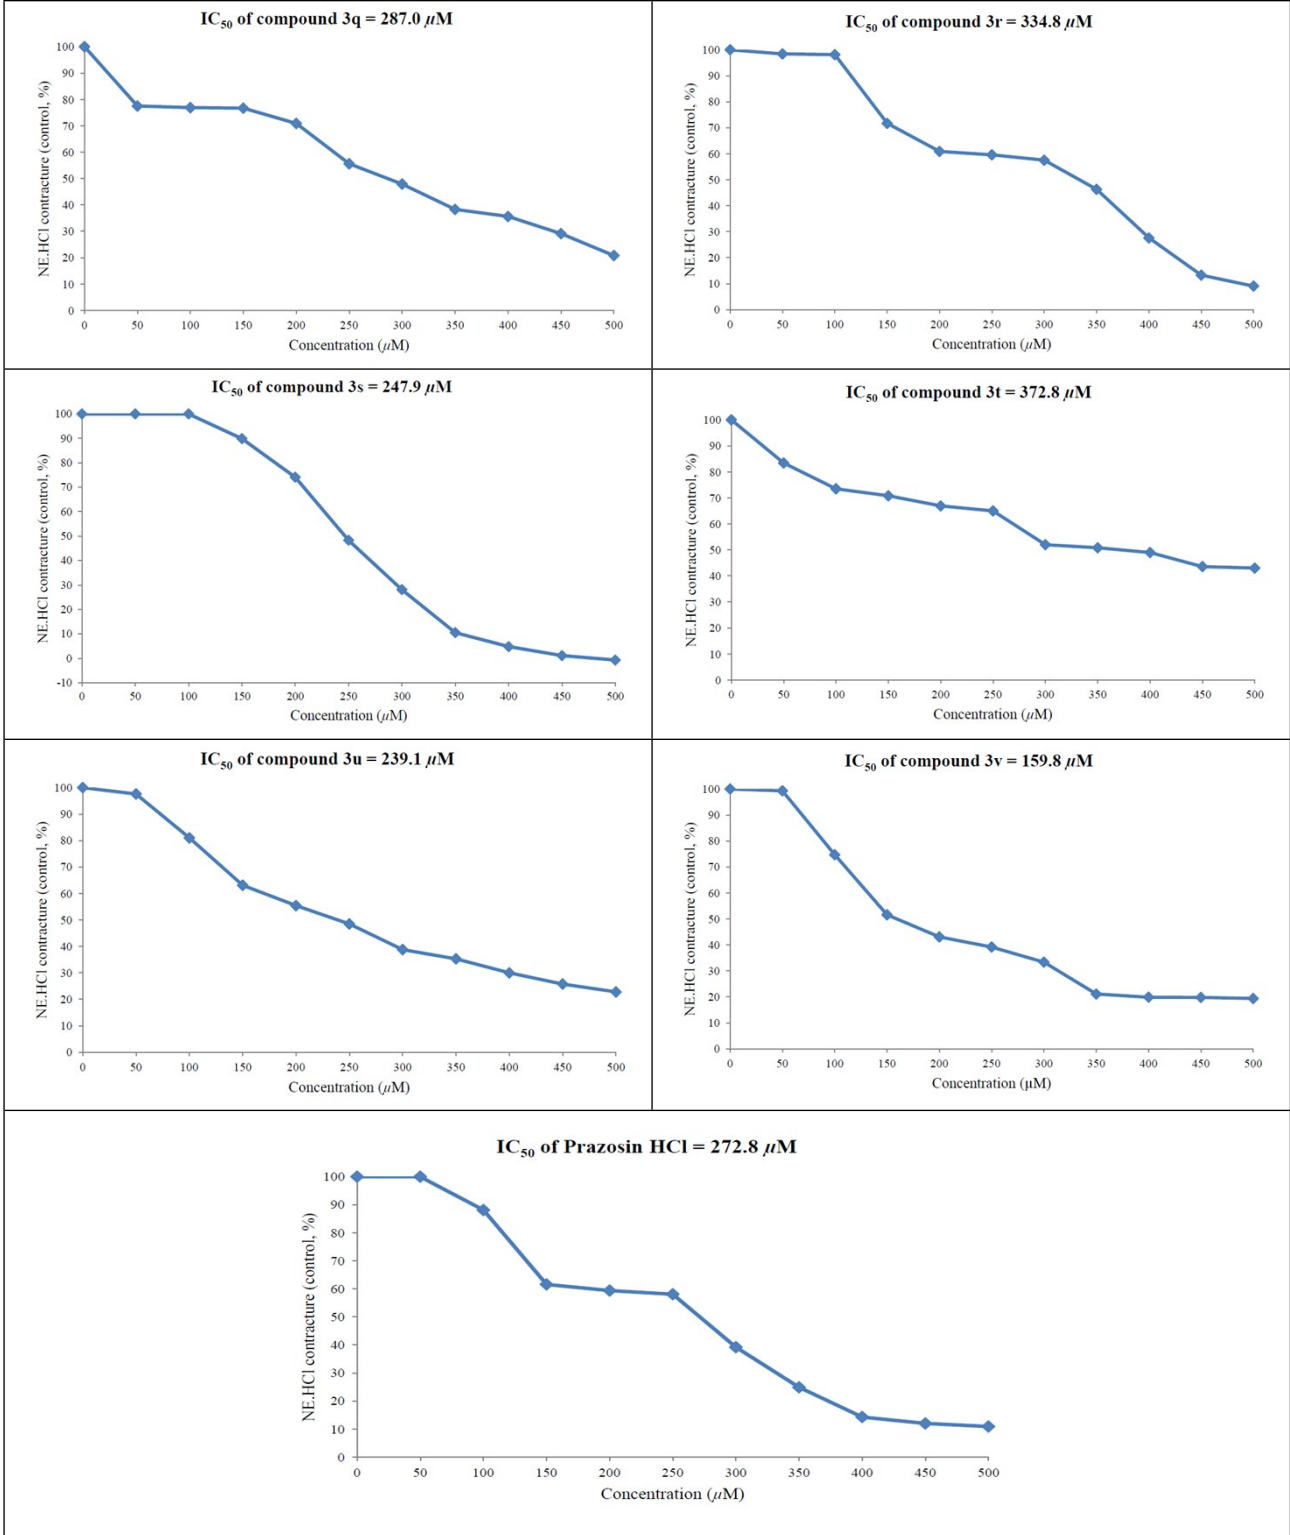 IC50 of compound 3q = 287.0 µM
NE.HCl contracture (control, %)
100
90
80
70
60
50
40
30
20
10
0
0 50 100 150 200 250 300 350 400 450 500
Concentration (µM)
IC50 of compound 3r = 334.8 µM
NE.HCl contracture (control, %)
100
90
80
70
60
50
40
30
20
10
0
0 50 100 150 200 250 300 350 400 450 500
Concentration (µM)
IC50 of compound 3s = 247.9 µM
NE.HCl contracture (control, %)
100
90
80
70
60
50
40
30
20
10
0
-10
0 50 100 150 200 250 300 350 400 450 500
Concentration (µM)
IC50 of compound 3t = 372.8 µM
NE.HCl contracture (control, %)
100
90
80
70
60
50
40
30
20
10
0
0 50 100 150 200 250 300 350 400 450 500
Concentration (µM)
IC50 of compound 3u = 239.1 µM
NE.HCl contracture (control, %)
100
90
80
70
60
50
40
30
20
10
0
0 50 100 150 200 250 300 350 400 450 500
Concentration (µM)
IC50 of compound 3v = 159.8 µM
NE.HCl contracture (control, %)
100
90
80
70
60
50
40
30
20
10
0
0 50 100 150 200 250 300 350 400 450 500
Concentration (µM)
IC50 of Prazosin HCl = 272.8 µM
NE.HCl contracture (control, %)
100
90
80
70
60
50
40
30
20
10
0
0 50 100 150 200 250 300 350 400 450 500
Concentration (µM)